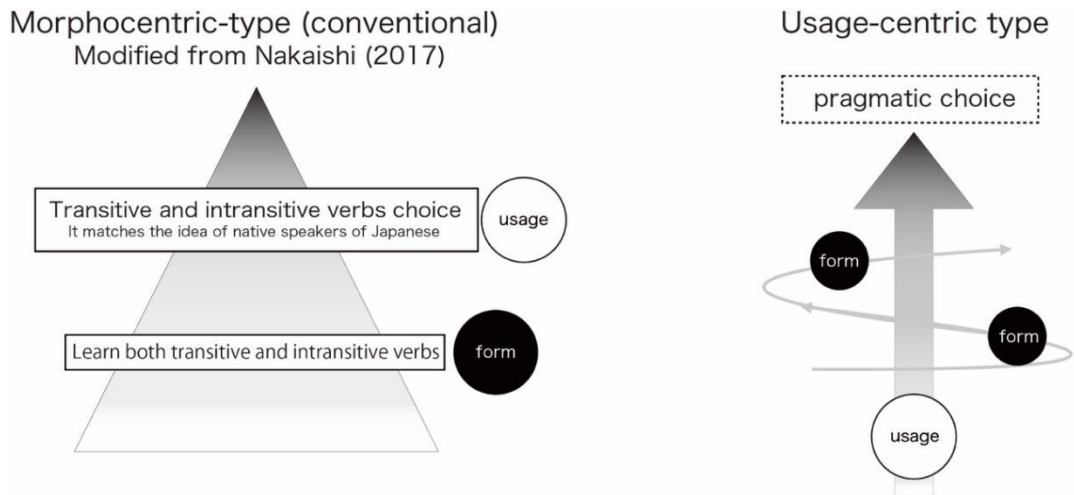 Morphocentric-type (conventional)
Modified from Nakaishi (2017)
Transitive and intransitive verbs choice
It matches the idea of native speakers of Japanese
usage
Learn both transitive and intransitive verbs
form
Usage-centric type
pragmatic choice
form
form
usage